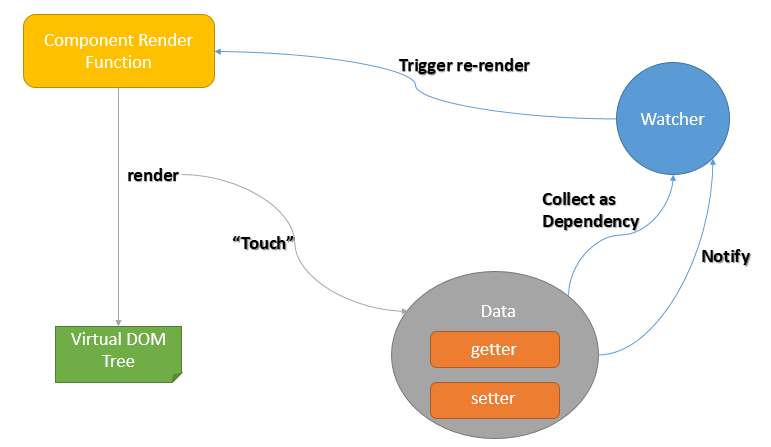 Component Render
Function
Trigger re-render
Watcher
render
Collect as
Dependency
“Touch”
Notify
Data
getter
setter
Virtual DOM
Tree